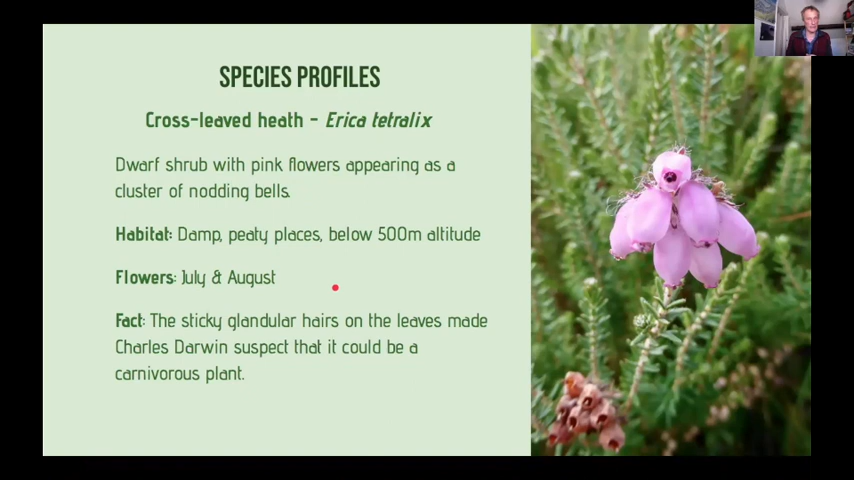 SPECIES PROFILES
Cross-leaved heath - Erica tetralix
Dwarf shrub with pink flowers appearing as a
cluster of nodding bells.
Habitat: Damp, peaty places, below 500m altitude
Flowers: July & August
Fact: The sticky glandular hairs on the leaves made
Charles Darwin suspect that it could be a
carnivorous plant.